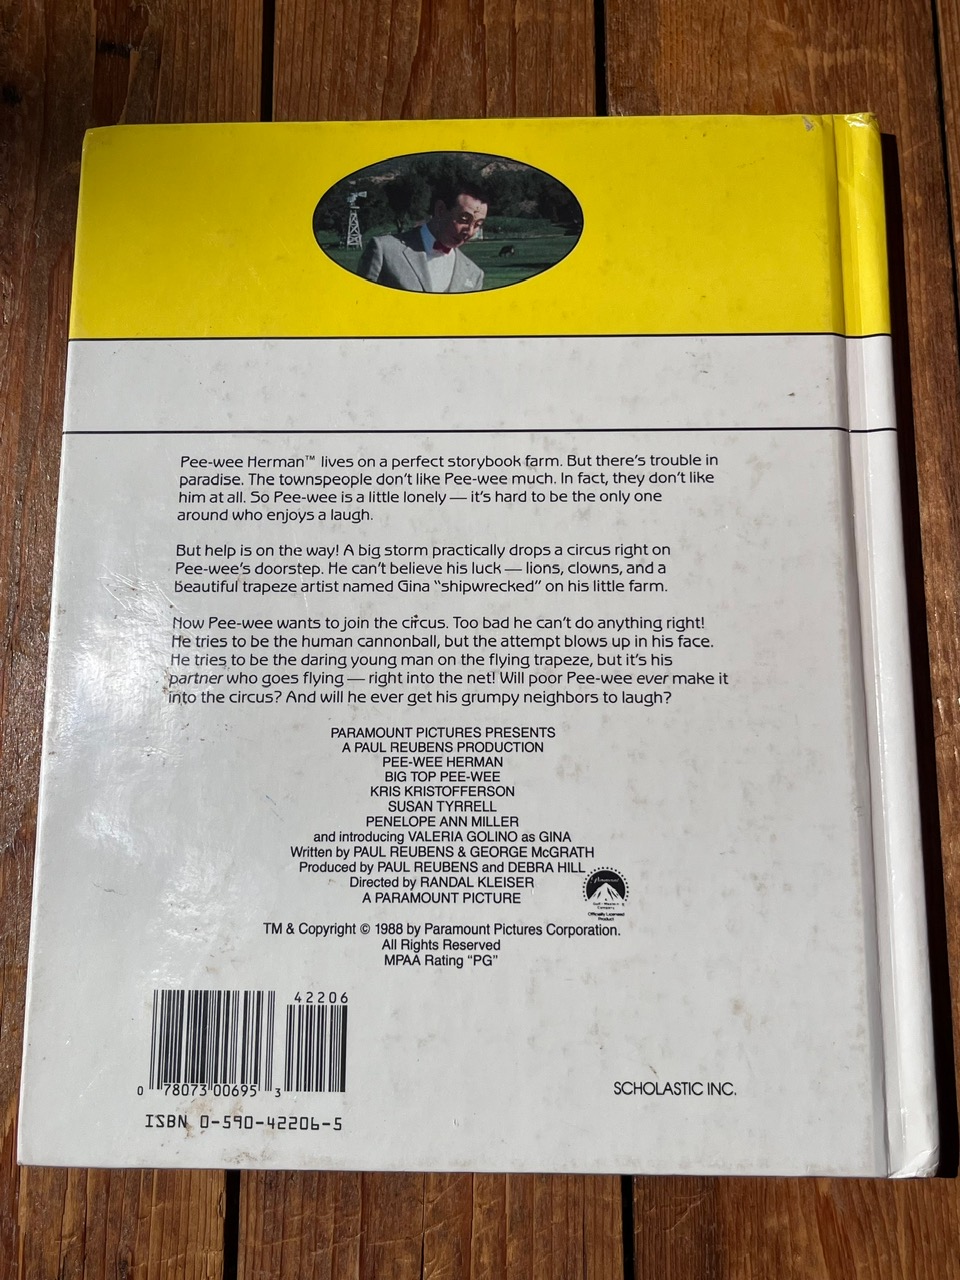 Pee-wee Herman™ lives on a perfect storybook farm. But there's trouble in
paradise. The townspeople don't like Pee-wee much. In fact, they don't like
him at all. So Pee-wee is a little lonely — it's hard to be the only one
around who enjoys a laugh.
But help is on the way! A big storm practically drops a circus right on
Pee-wee's doorstep. He can't believe his luck — lions, clowns, and a
beautiful trapeze artist named Gina "shipwrecked" on his little farm.
Now Pee-wee wants to join the circus. Too bad he can't do anything right!
He tries to be the human cannonball, but the attempt blows up in his face.
He tries to be the daring young man on the flying trapeze, but it's his
partner who goes flying — right into the net! Will poor Pee-wee ever make it
into the circus? And will he ever get his grumpy neighbors to laugh?
PARAMOUNT PICTURES PRESENTS
A PAUL REUBENS PRODUCTION
PEE-WEE HERMAN
BIG TOP PEE-WEE
KRIS KRISTOFFERSON
SUSAN TYRRELL
PENELOPE ANN MILLER
and introducing VALERIA GOLINO as GINA
Written by PAUL REUBENS & GEORGE McGRATH
Produced by PAUL REUBENS and DEBRA HILL
Directed by RANDAL KLEISER
A PARAMOUNT PICTURE
Paramount
A
Gulf+Western
Company
Officially Licensed
Product
TM & Copyright © 1988 by Paramount Pictures Corporation.
All Rights Reserved
MPAA Rating "PG"
42206
0 78073 00695 3
ISBN 0-590-42206-5
SCHOLASTIC INC.